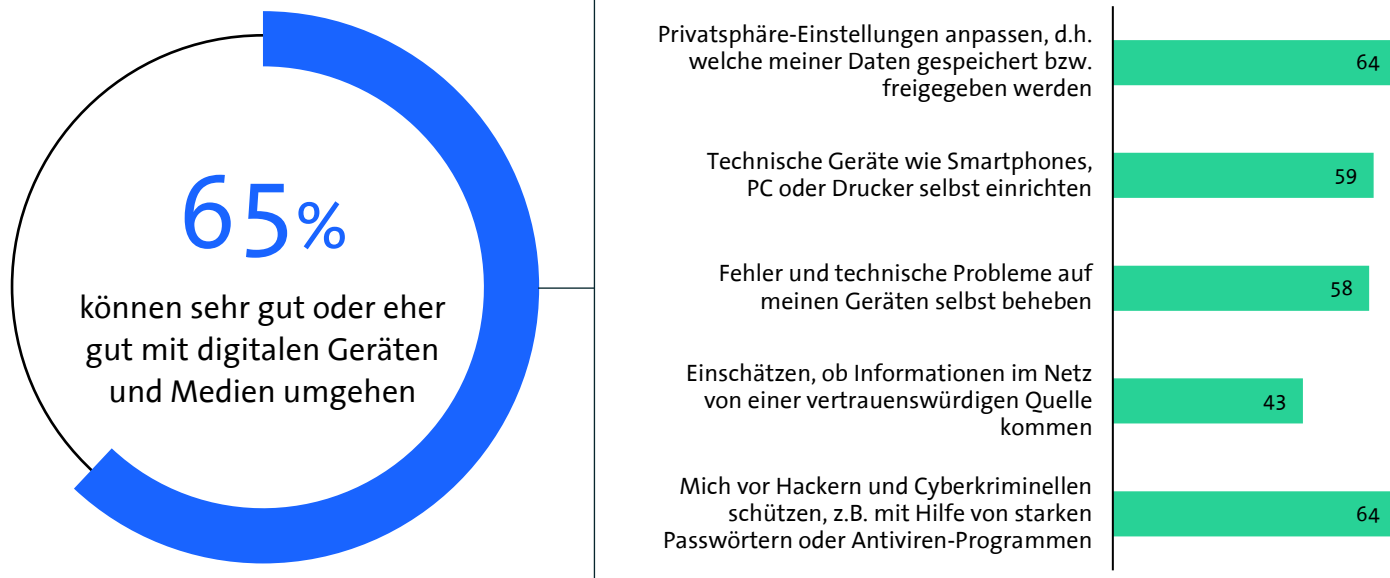 65%
können sehr gut oder eher
gut mit digitalen Geräten
und Medien umgehen
Privatsphäre-Einstellungen anpassen, d.h.
welche meiner Daten gespeichert bzw.
freigegeben werden
64
Technische Geräte wie Smartphones,
PC oder Drucker selbst einrichten
59
Fehler und technische Probleme auf
meinen Geräten selbst beheben
58
Einschätzen, ob Informationen im Netz
von einer vertrauenswürdigen Quelle
kommen
43
Mich vor Hackern und Cyberkriminellen
schützen, z.B. mit Hilfe von starken
Passwörtern oder Antiviren-Programmen
64